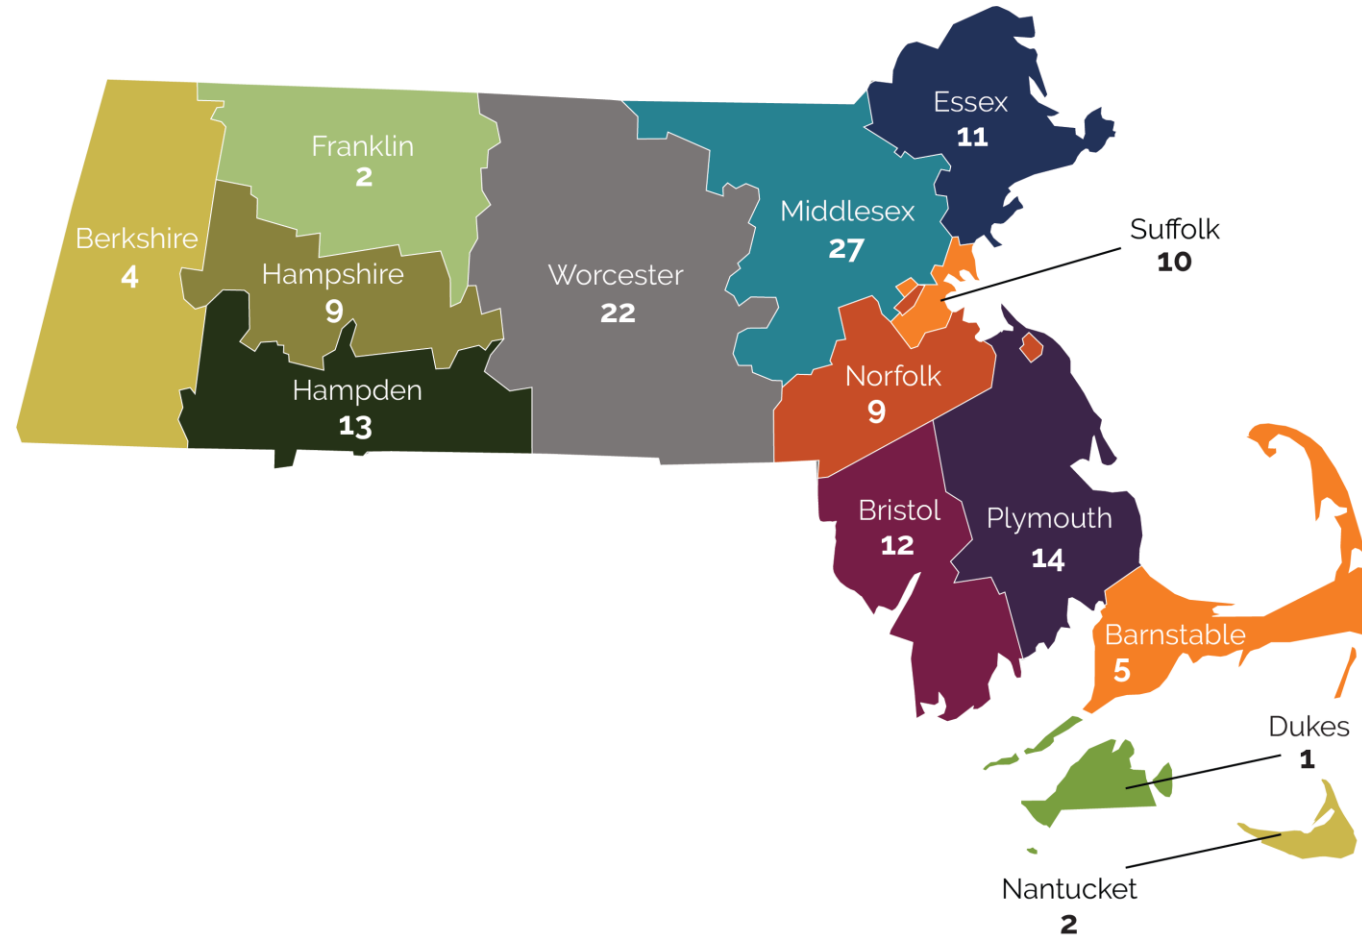 Essex
11
Franklin
2
Middlesex
27
Suffolk
10
Berkshire
4
Hampshire
9
Worcester
22
Norfolk
9
Hampden
13
Bristol
12
Plymouth
14
Barnstable
5
Dukes
1
Nantucket
2